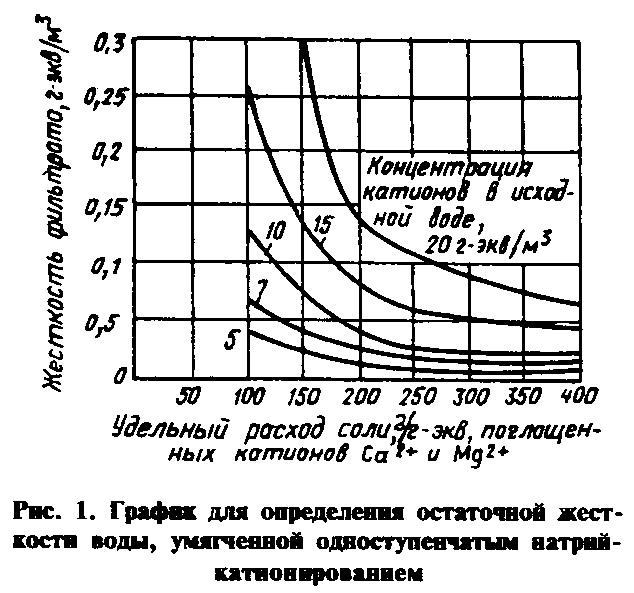 Жесткость фильтрата, г-экв/м³
0,3
0,25
0,2
0,15
0,1
0,5
0
Концентрация
катионов в исход-
ной воде,
20 г-экв/м³
15
10
7
5
50 100 150 200 250 300 350 400
Удельный расход соли, г/г-экв, поглащен-
ных катионов Ca²⁺ и Mg²⁺
Рис. 1. График для определения остаточной жест-
кости воды, умягченной одноступенчатым натрий-
катионированием